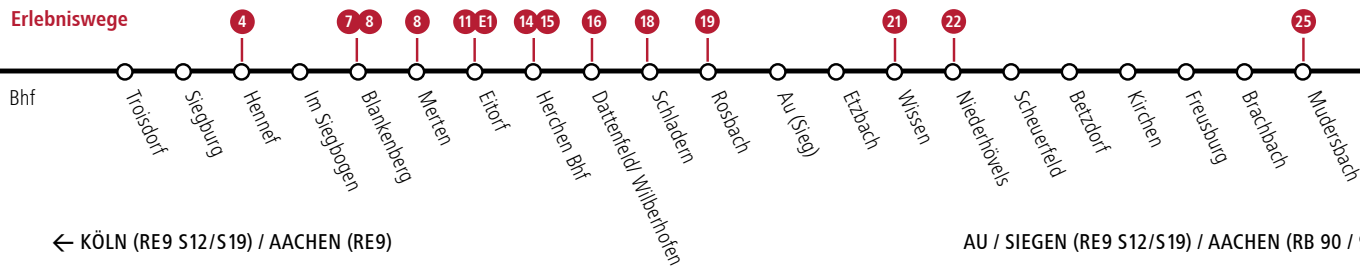 Erlebniswege
4
7 8
8
11 E1
14 15
16
18
19
21
22
25
Bhf
Troisdorf
Siegburg
Hennef
Im Siegbogen
Blankenberg
Merten
Eitorf
Herchen Bhf
Dattenfeld/ Wilberhofen
Schladern
Rosbach
Au (Sieg)
Etzbach
Wissen
Niederhövels
Scheuerfeld
Betzdorf
Kirchen
Freusburg
Brachbach
Mudersbach
← KÖLN (RE9 S12/S19) / AACHEN (RE9)
AU / SIEGEN (RE9 S12/S19) / AACHEN (RB 90 /